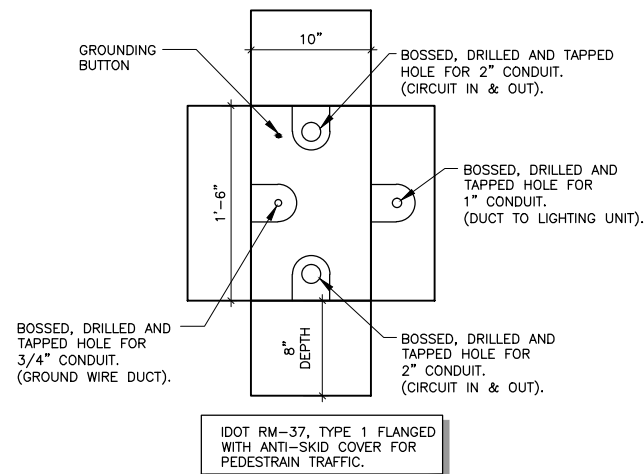 10"
GROUNDING
BUTTON
BOSSED, DRILLED AND TAPPED
HOLE FOR 2" CONDUIT.
(CIRCUIT IN & OUT).
1'-6"
BOSSED, DRILLED AND
TAPPED HOLE FOR
1" CONDUIT.
(DUCT TO LIGHTING UNIT).
BOSSED, DRILLED AND
TAPPED HOLE FOR
3/4" CONDUIT.
(GROUND WIRE DUCT).
8"
DEPTH
BOSSED, DRILLED AND
TAPPED HOLE FOR
2" CONDUIT.
(CIRCUIT IN & OUT).
IDOT RM-37, TYPE 1 FLANGED
WITH ANTI-SKID COVER FOR
PEDESTRAIN TRAFFIC.